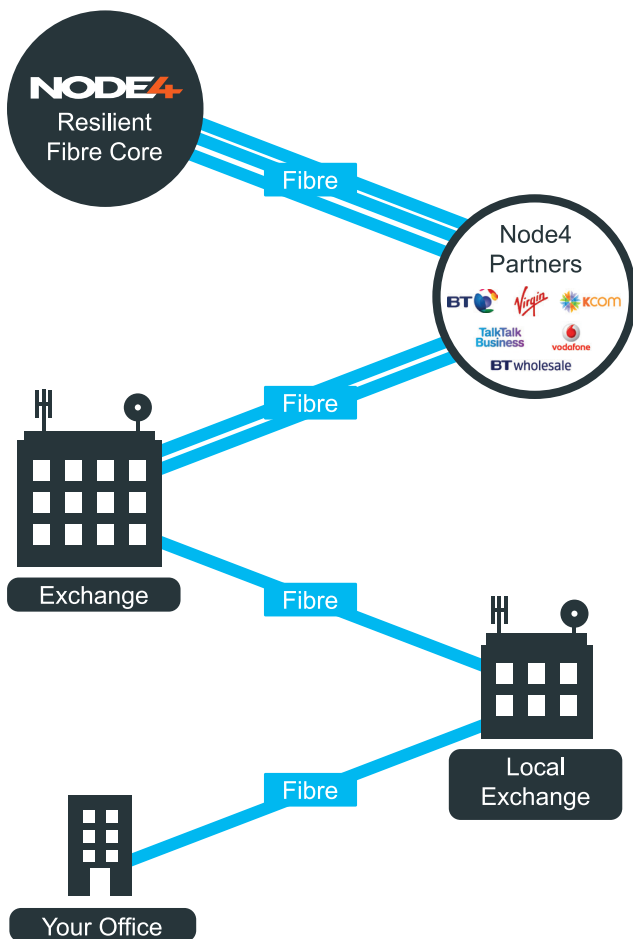 NODE4
Resilient
Fibre Core
Fibre
Node4
Partners
BT
Virgin
KCOM
TalkTalk
Business
vodafone
BT wholesale
Fibre
Exchange
Fibre
Local
Exchange
Fibre
Your Office